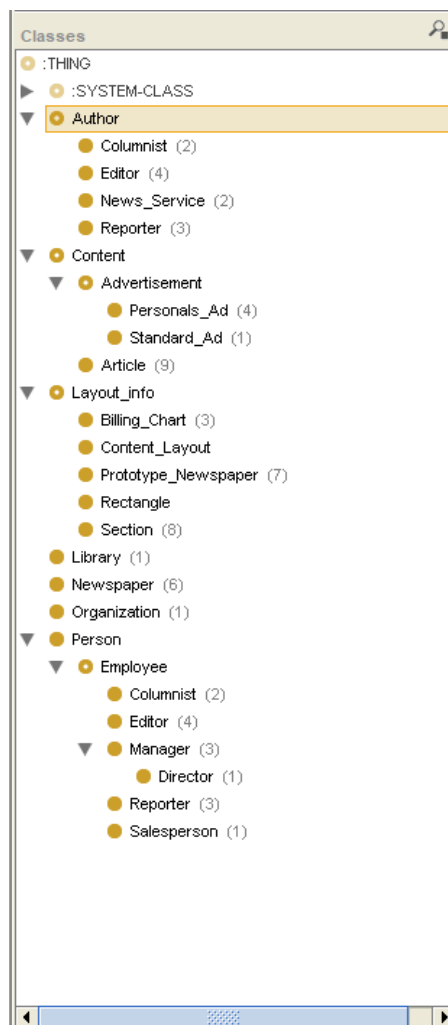 Classes
:THING
:SYSTEM-CLASS
Author
Columnist (2)
Editor (4)
News_Service (2)
Reporter (3)
Content
Advertisement
Personals_Ad (4)
Standard_Ad (1)
Article (9)
Layout_info
Billing_Chart (3)
Content_Layout
Prototype_Newspaper (7)
Rectangle
Section (8)
Library (1)
Newspaper (6)
Organization (1)
Person
Employee
Columnist (2)
Editor (4)
Manager (3)
Director (1)
Reporter (3)
Salesperson (1)